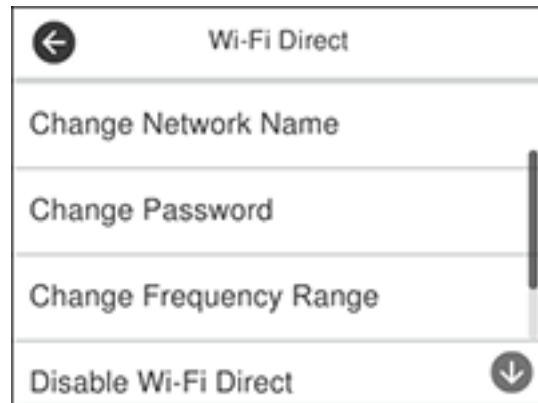 Wi-Fi Direct
Change Network Name
Change Password
Change Frequency Range
Disable Wi-Fi Direct